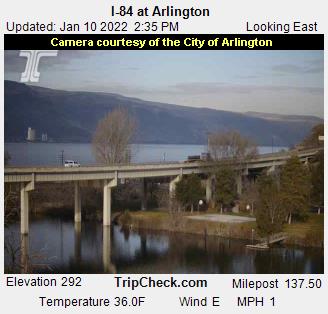 I-84 at Arlington
Updated: Jan 10 2022 2:35 PM Looking East
Camera courtesy of the City of Arlington
Elevation 292 TripCheck.com Milepost 137.50
Temperature 36.0F Wind E MPH 1